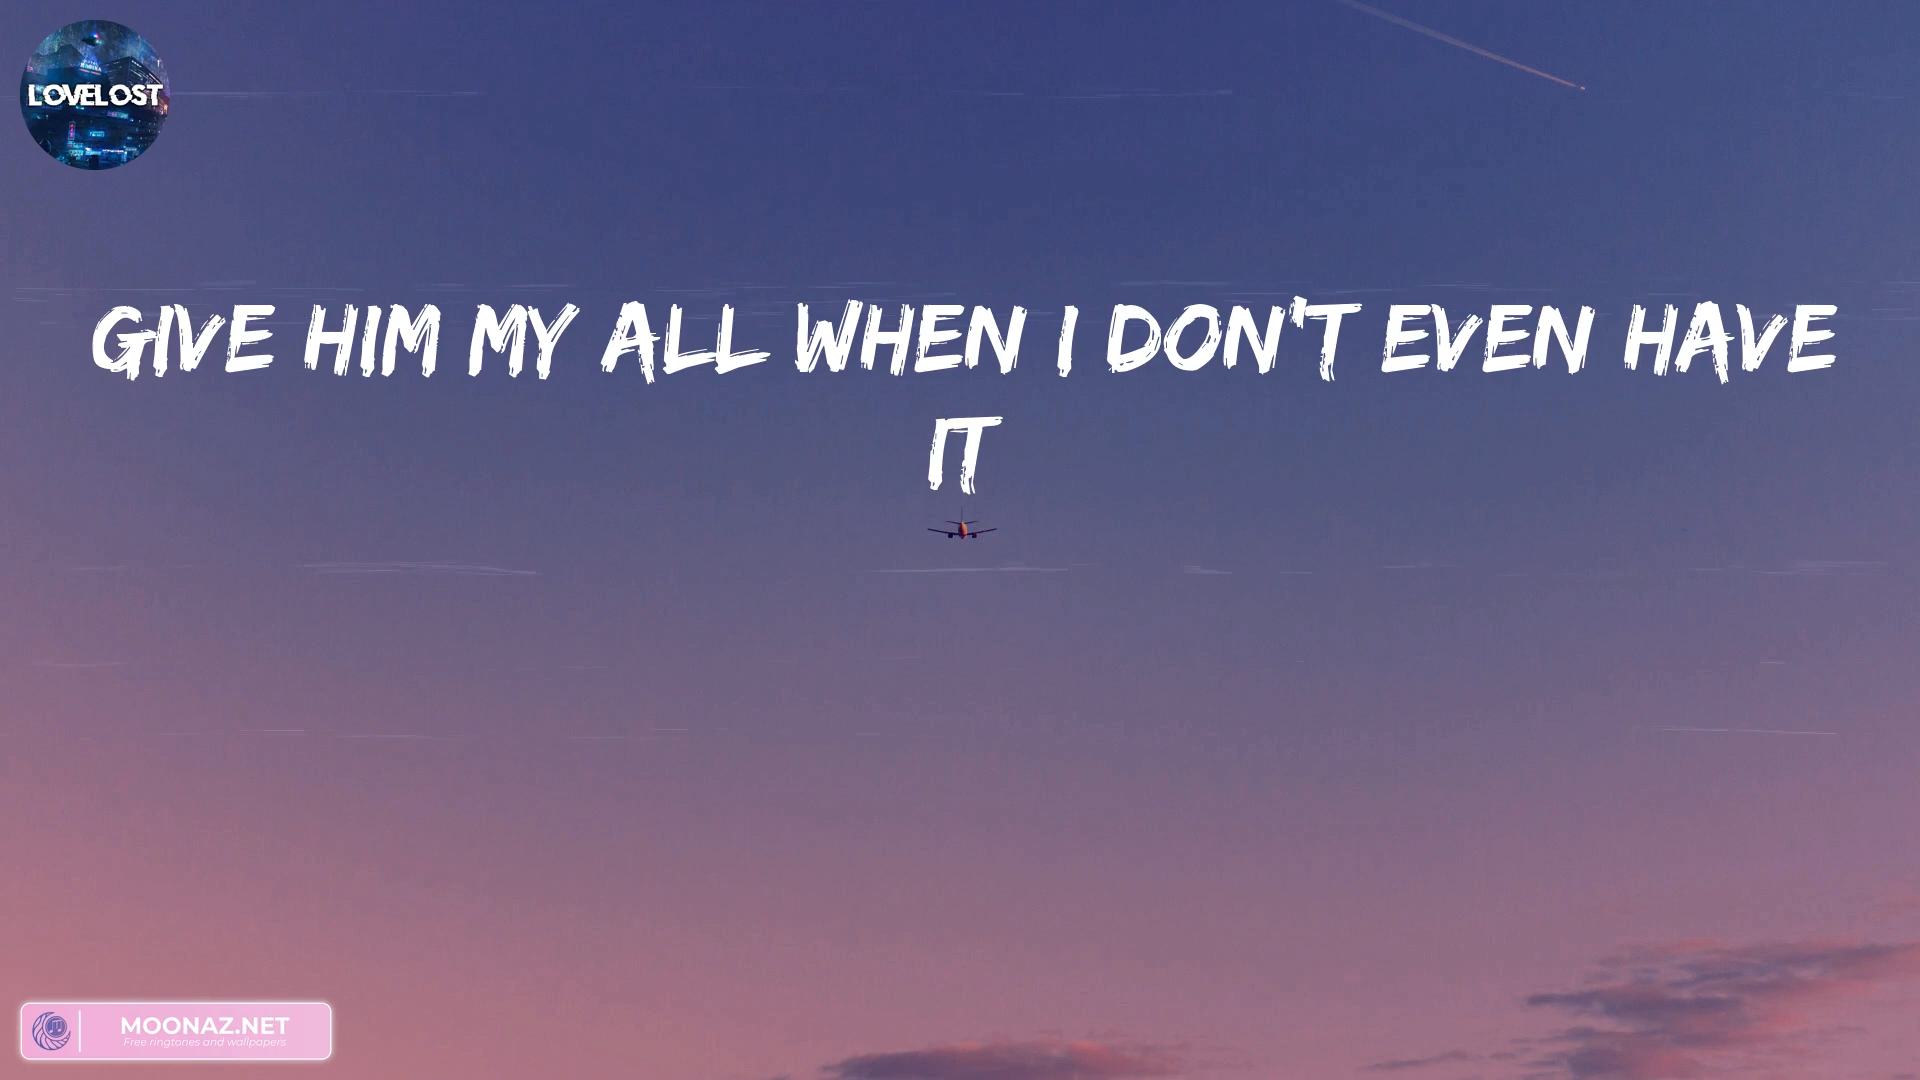 LOVELOST
GIVE HIM MY ALL WHEN I DON'T EVEN HAVE
IT
MOONAZ.NET
Free ringtones and wallpapers